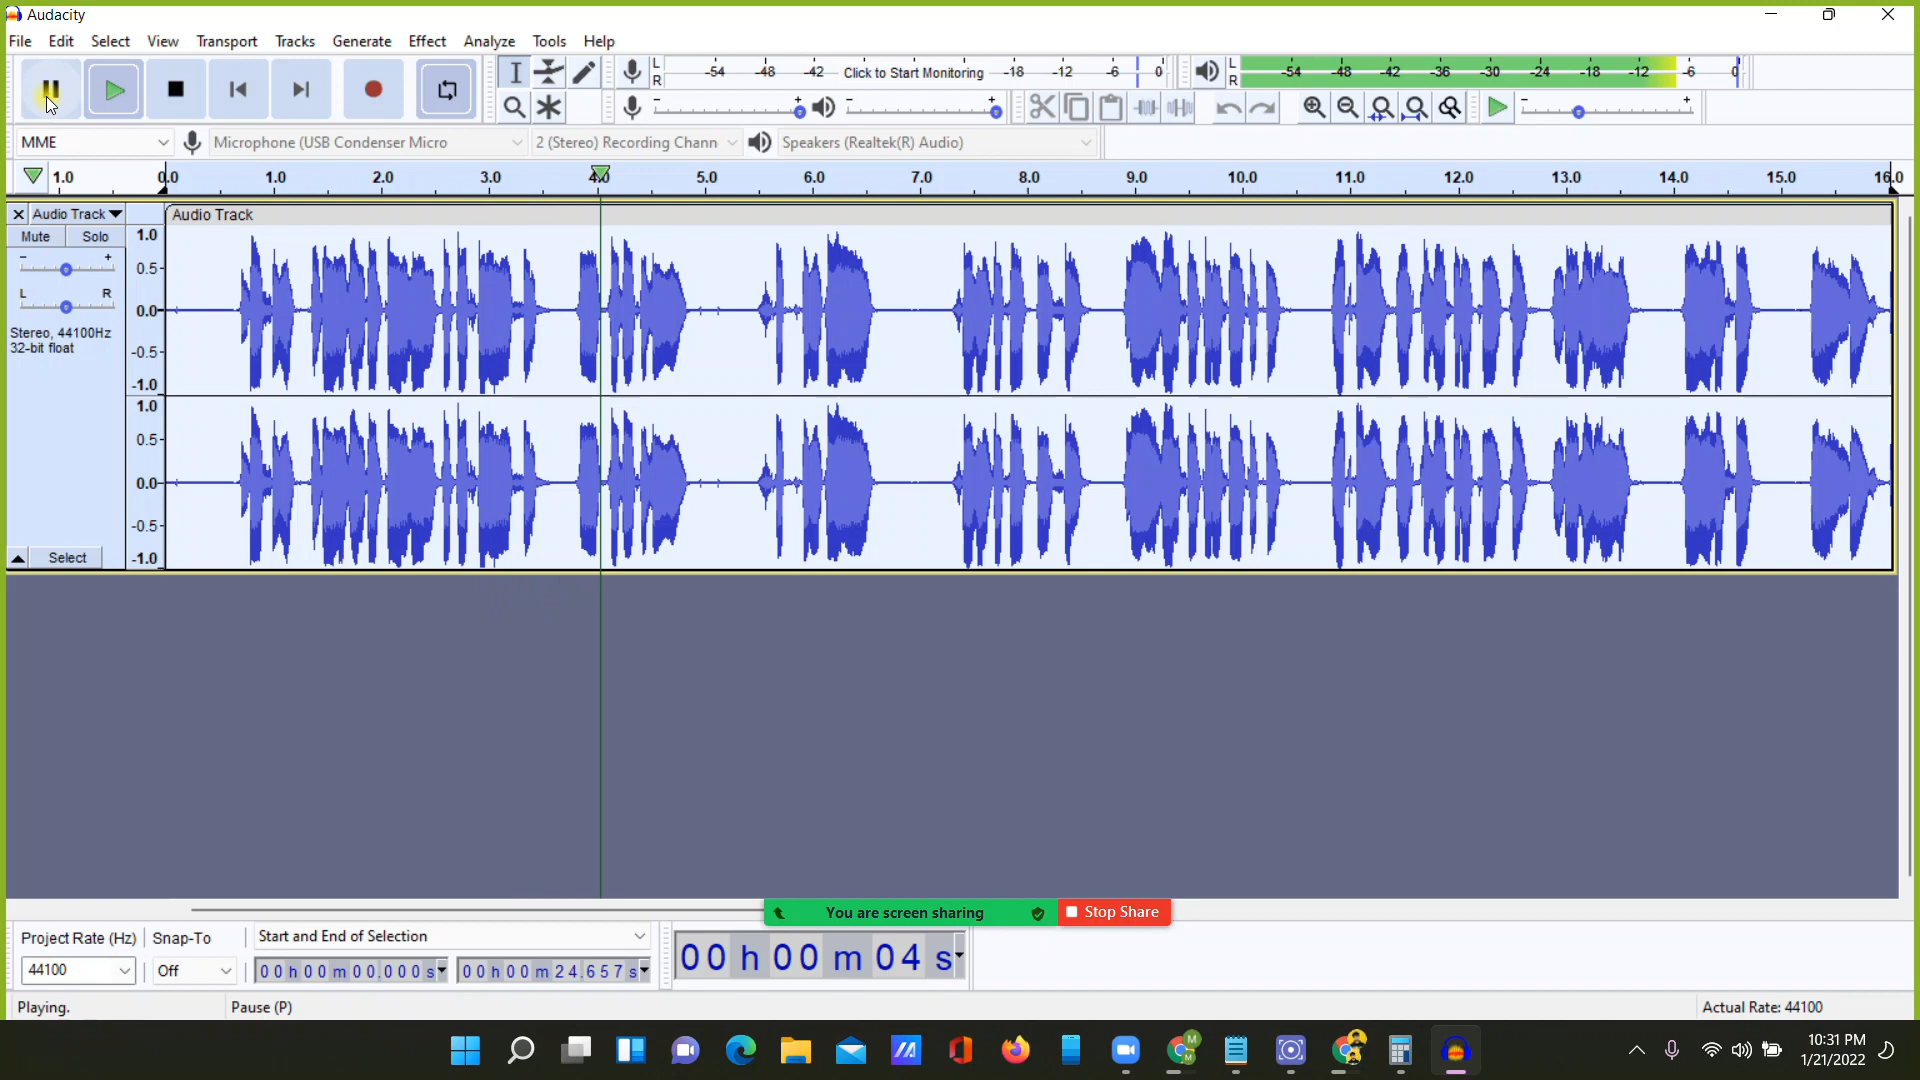 Audacity
File Edit Select View Transport Tracks Generate Effect Analyze Tools Help
L R -54 -48 -42 Click to Start Monitoring -18 -12 -6 0
L R -54 -48 -42 -36 -30 -24 -18 -12 -6 0
- + - + - +
MME Microphone (USB Condenser Micro 2 (Stereo) Recording Chann Speakers (Realtek(R) Audio)
1.0 0.0 1.0 2.0 3.0 4.0 5.0 6.0 7.0 8.0 9.0 10.0 11.0 12.0 13.0 14.0 15.0 16.0
Audio Track
Audio Track
Mute Solo
- +
L R
Stereo, 44100Hz
32-bit float
1.0
0.5
0.0
-0.5
-1.0
1.0
0.5
0.0
-0.5
-1.0
Select
You are screen sharing Stop Share
Project Rate (Hz) Snap-To Start and End of Selection
44100 Off 00 h 00 m 00.000 s 00 h 00 m 24.657 s
00 h 00 m 04 s
Playing. Pause (P) Actual Rate: 44100
M
M
10:31 PM
1/21/2022